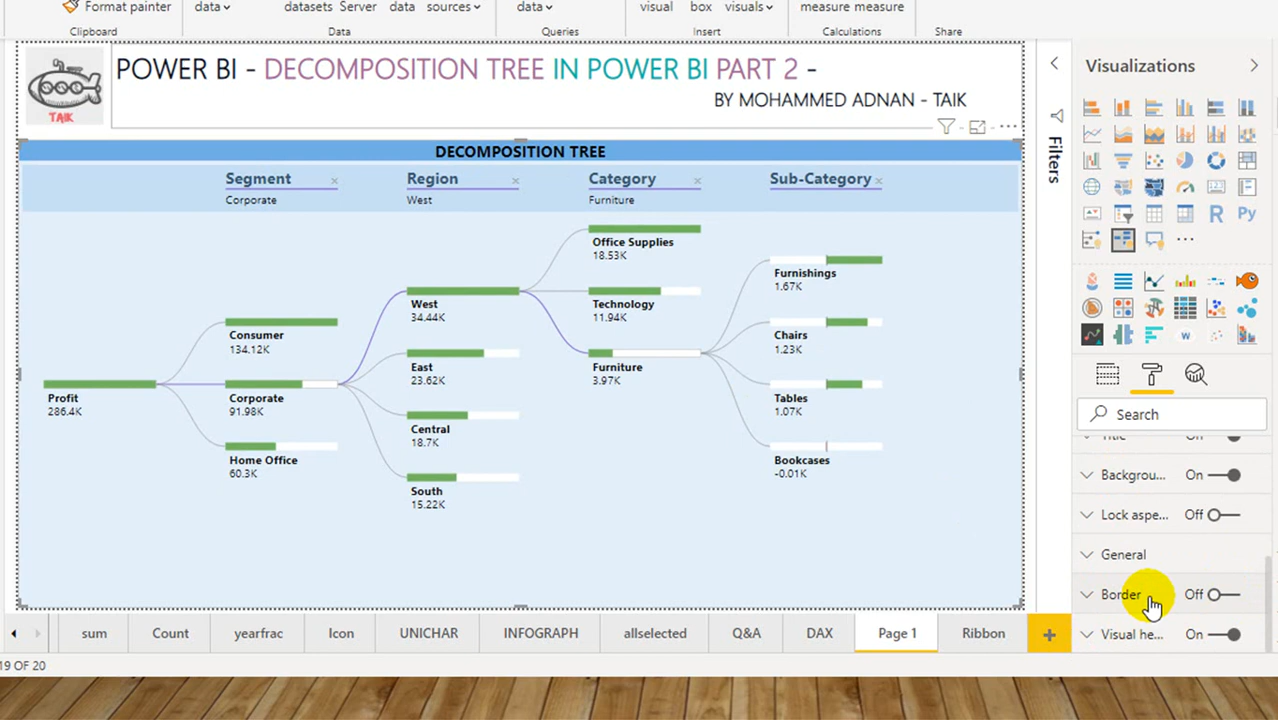 Format painter
data
datasets Server
data
sources
data
visual
box
visuals
measure measure
Clipboard
Data
Queries
Insert
Calculations
Share
TAIK
POWER BI - DECOMPOSITION TREE IN POWER BI PART 2 -
BY MOHAMMED ADNAN - TAIK
DECOMPOSITION TREE
Segment
Corporate
Region
West
Category
Furniture
Sub-Category
Profit
286.4K
Consumer
134.12K
Corporate
91.98K
Home Office
60.3K
West
34.44K
East
23.62K
Central
18.7K
South
15.22K
Office Supplies
18.53K
Technology
11.94K
Furniture
3.97K
Furnishings
1.67K
Chairs
1.23K
Tables
1.07K
Bookcases
-0.01K
Filters
Visualizations
R
Py
W
Search
Title Off
Backgrou... On
Lock aspe... Off
General
Border Off
Visual he... On
sum
Count
yearfrac
Icon
UNICHAR
INFOGRAPH
allselected
Q&A
DAX
Page 1
Ribbon
19 OF 20